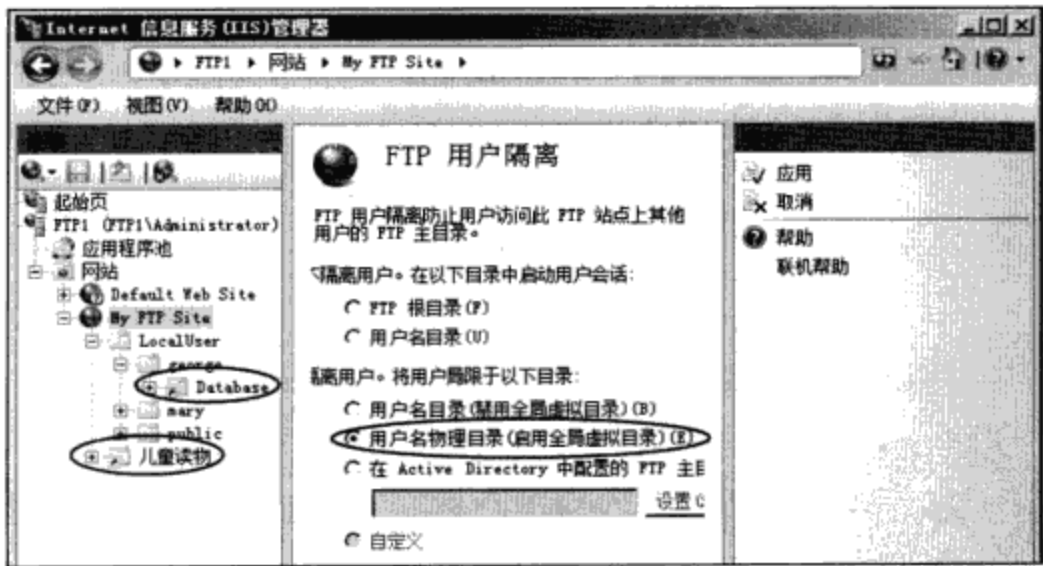 Internet 信息服务(IIS)管理器
FTP1 ▸ 网站 ▸ My FTP Site ▸
文件(F) 视图(V) 帮助(H)
起始页
FTP1 (FTP1\Administrator)
应用程序池
网站
Default Web Site
My FTP Site
LocalUser
george
Database
mary
public
儿童读物
FTP 用户隔离
FTP 用户隔离防止用户访问此 FTP 站点上其他
用户的 FTP 主目录。
隔离用户。在以下目录中启动用户会话:
FTP 根目录(F)
用户名目录(U)
离用户。将用户局限于以下目录:
用户名目录(禁用全局虚拟目录)(B)
用户名物理目录(启用全局虚拟目录)(E)
在 Active Directory 中配置的 FTP 主目
设置
自定义
应用
取消
帮助
联机帮助